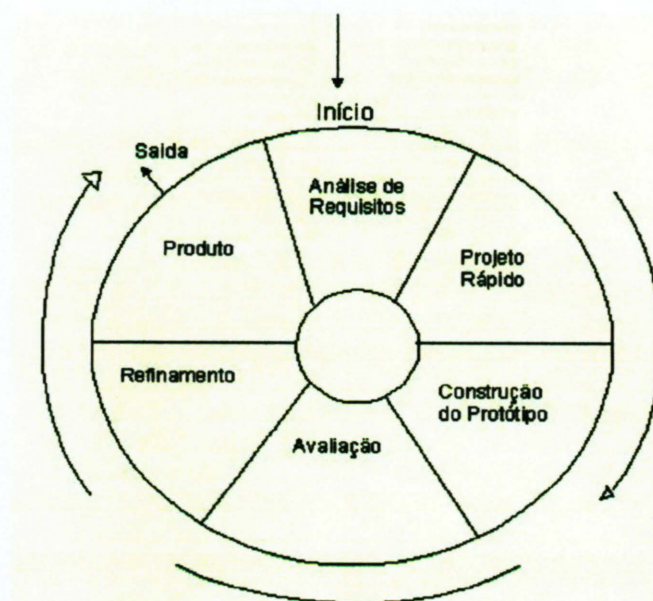 Início
Saída
Análise de
Requisitos
Produto
Projeto
Rápido
Refinamento
Construção
do Protótipo
Avaliação